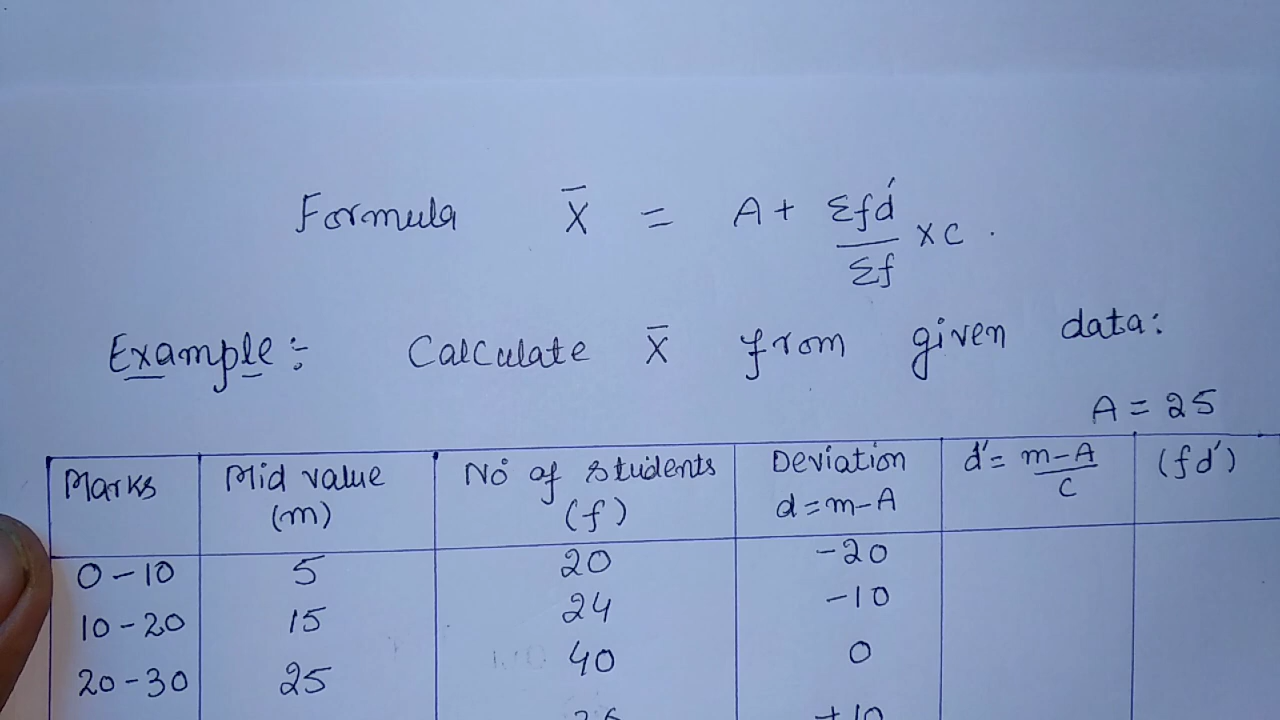 Formula X̄ = A + Σfd′/Σf × C .
Example:- Calculate X̄ from given data:
A = 25
Marks | Mid value (m) | No of students (f) | Deviation d = m-A | d′ = m-A/C | (fd′)
0-10 | 5 | 20 | -20
10-20 | 15 | 24 | -10
20-30 | 25 | 40 | 0
+10